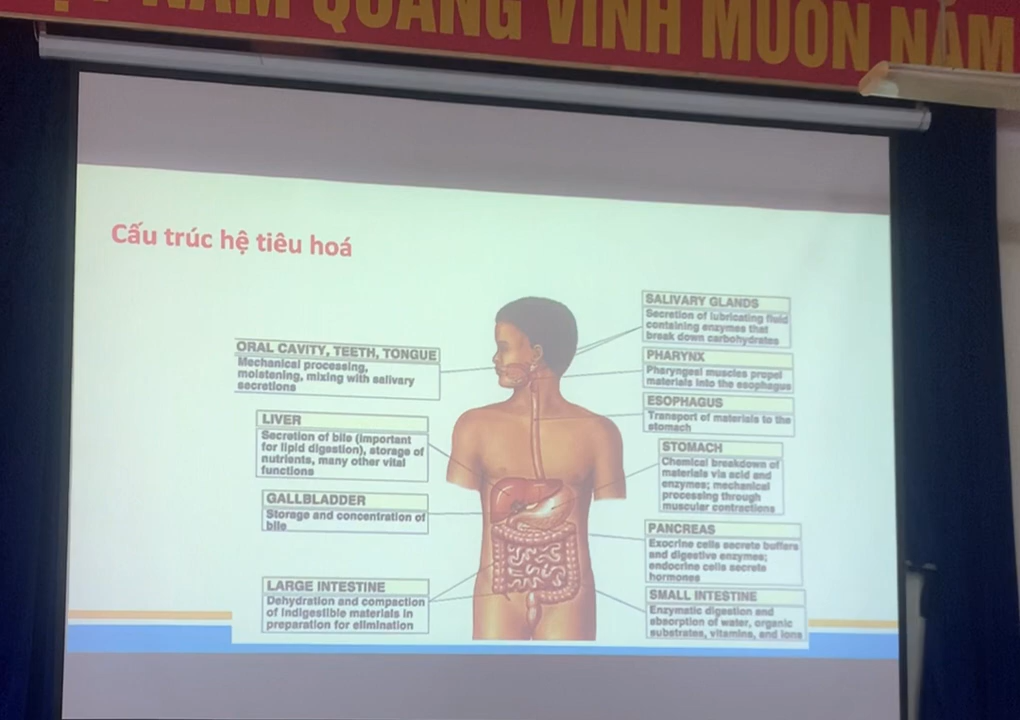 NAM QUANG VINH MUÔN NĂM
Cấu trúc hệ tiêu hoá
ORAL CAVITY, TEETH, TONGUE
Mechanical processing,
moistening, mixing with salivary
secretions
LIVER
Secretion of bile (important
for lipid digestion), storage of
nutrients, many other vital
functions
GALLBLADDER
Storage and concentration of
bile
LARGE INTESTINE
Dehydration and compaction
of indigestible materials in
preparation for elimination
SALIVARY GLANDS
Secretion of lubricating fluid
containing enzymes that
break down carbohydrates
PHARYNX
Pharyngeal muscles propel
materials into the esophagus
ESOPHAGUS
Transport of materials to the
stomach
STOMACH
Chemical breakdown of
materials via acid and
enzymes; mechanical
processing through
muscular contractions
PANCREAS
Exocrine cells secrete buffers
and digestive enzymes;
endocrine cells secrete
hormones
SMALL INTESTINE
Enzymatic digestion and
absorption of water, organic
substrates, vitamins, and ions